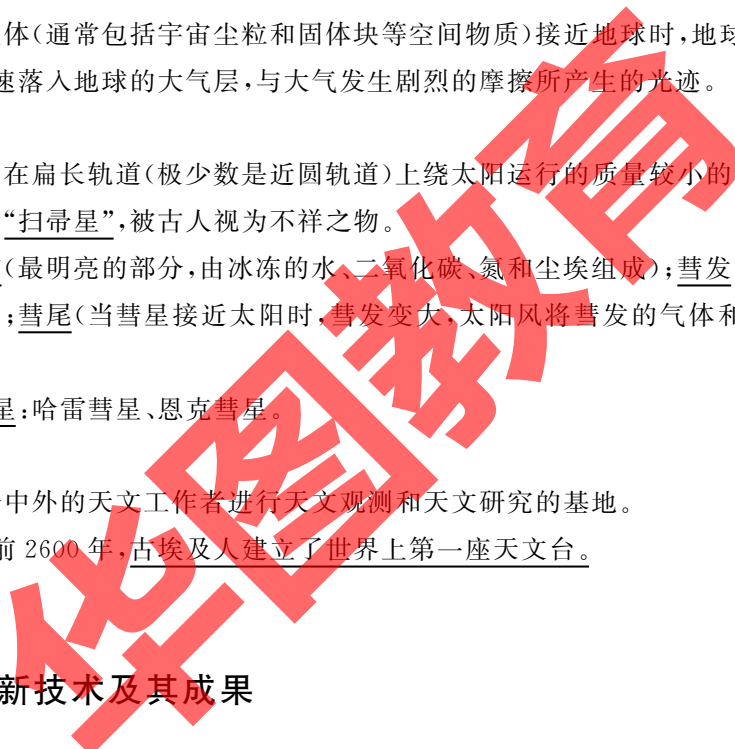 体(通常包括宇宙尘粒和固体块等空间物质)接近地球时,地球
速落入地球的大气层,与大气发生剧烈的摩擦所产生的光迹。
在扁长轨道(极少数是近圆轨道)上绕太阳运行的质量较小的
“扫帚星”,被古人视为不祥之物。
(最明亮的部分,由冰冻的水、二氧化碳、氮和尘埃组成);彗发
;彗尾(当彗星接近太阳时,彗发变大,太阳风将彗发的气体和
星:哈雷彗星、恩克彗星。
中外的天文工作者进行天文观测和天文研究的基地。
前 2600 年,古埃及人建立了世界上第一座天文台。
新技术及其成果
华图教育